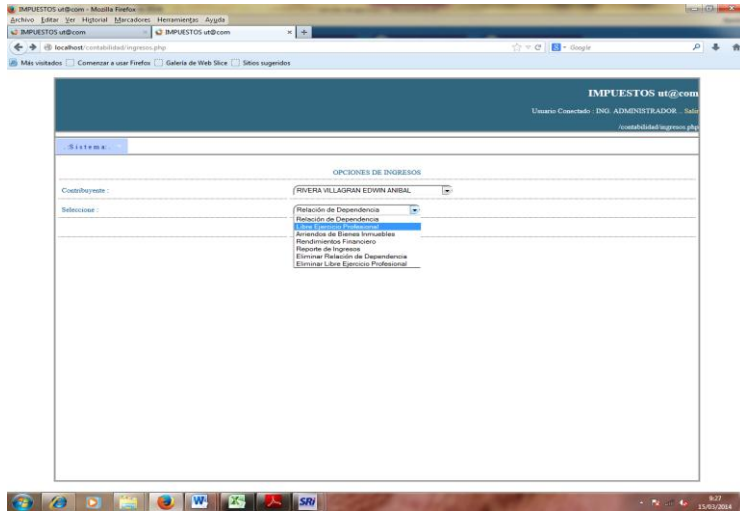 IMPUESTOS ut@com - Mozilla Firefox
Archivo Editar Ver Historial Marcadores Herramientas Ayuda
IMPUESTOS ut@com × IMPUESTOS ut@com × +
localhost/contabilidad/ingresos.php Google
Más visitados Comenzar a usar Firefox Galería de Web Slice Sitios sugeridos
IMPUESTOS ut@com
Usuario Conectado : ING. ADMINISTRADOR... Salir
/contabilidad/ingresos.php
.:Sistema:.
OPCIONES DE INGRESOS
Contribuyente : RIVERA VILLAGRAN EDWIN ANIBAL
Seleccione : Relación de Dependencia
Relación de Dependencia
Libre Ejercicio Profesional
Arriendos de Bienes Inmuebles
Rendimientos Financiero
Reporte de Ingresos
Eliminar Relación de Dependencia
Eliminar Libre Ejercicio Profesional
SRi
9:27
15/03/2014